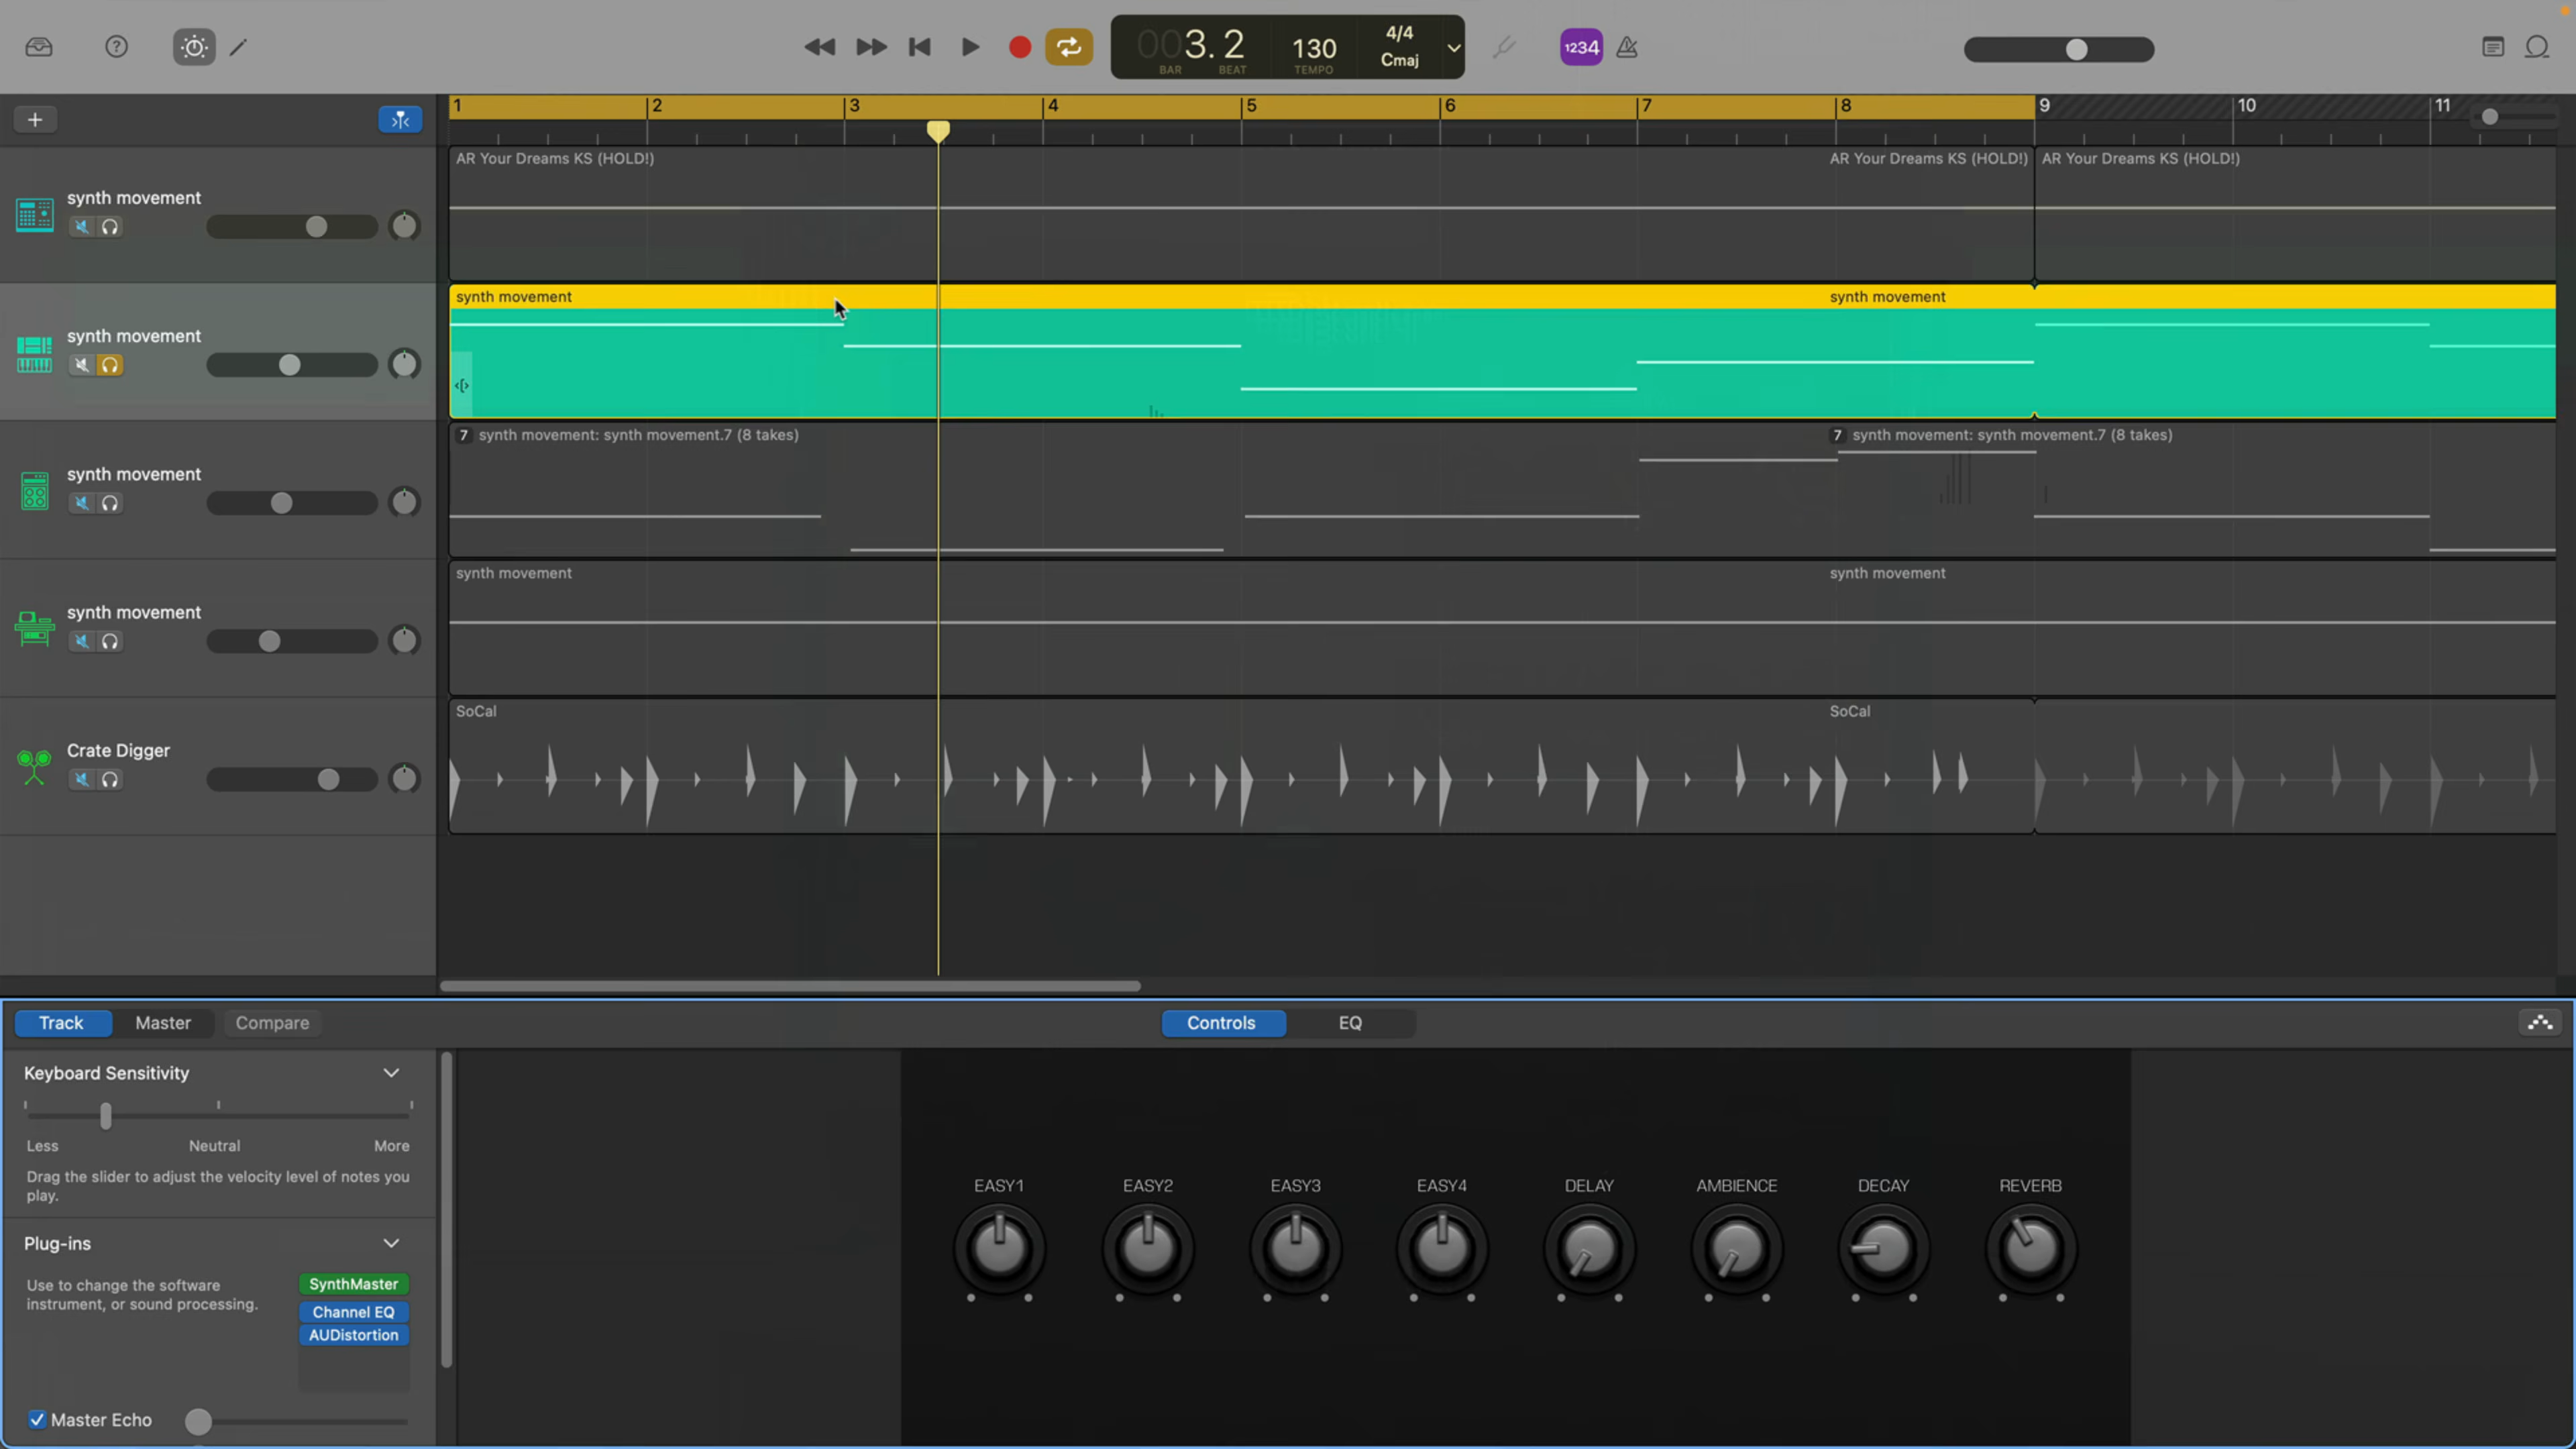 003. 2 130 4/4
BAR BEAT TEMPO Cmaj
1234
1 2 3 4 5 6 7 8 9 10 11
AR Your Dreams KS (HOLD!) AR Your Dreams KS (HOLD!) AR Your Dreams KS (HOLD!)
synth movement
synth movement synth movement
synth movement
7 synth movement: synth movement.7 (8 takes) 7 synth movement: synth movement.7 (8 takes)
synth movement
synth movement synth movement
synth movement
SoCal SoCal
Crate Digger
Track Master Compare Controls EQ
Keyboard Sensitivity
Less Neutral More
Drag the slider to adjust the velocity level of notes you
play.
Plug-ins
Use to change the software
instrument, or sound processing.
SynthMaster
Channel EQ
AUDistortion
Master Echo
EASY1 EASY2 EASY3 EASY4 DELAY AMBIENCE DECAY REVERB